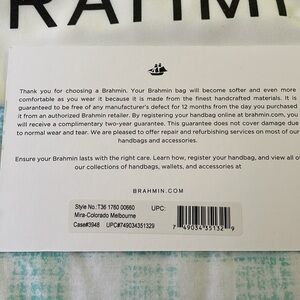 BRAHMI
Thank you for choosing a Brahmin. Your Brahmin bag will become softer and even more
comfortable as you wear it because it is made from the finest handcrafted materials. It is
guaranteed to be free of any manufacturer's defect for 12 months from the day you purchased
it from an authorized Brahmin retailer. By registering your handbag online at brahmin.com, you
will receive a complimentary two-year guarantee. This guarantee does not cover damage due
to normal wear and tear. We are pleased to offer repair and refurbishing services on most of our
handbags and accessories.
Ensure your Brahmin lasts with the right care. Learn how, register your handbag, and view all of
our collections of handbags, wallets, and accessories at
BRAHMIN.COM
Style No.:T36 1760 00660
Mira-Colorado Melbourne
Case#3946 UPC#749034351329
UPC:
7 49034 35132 9